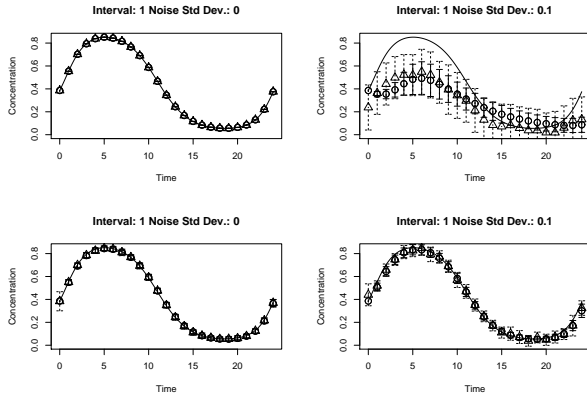 Interval: 1 Noise Std Dev.: 0
Concentration
0.0 0.2 0.4 0.6 0.8
0 5 10 15 20
Time
Interval: 1 Noise Std Dev.: 0.1
Concentration
0.0 0.2 0.4 0.6 0.8
0 5 10 15 20
Time
Interval: 1 Noise Std Dev.: 0
Concentration
0.0 0.2 0.4 0.6 0.8
0 5 10 15 20
Time
Interval: 1 Noise Std Dev.: 0.1
Concentration
0.0 0.2 0.4 0.6 0.8
0 5 10 15 20
Time